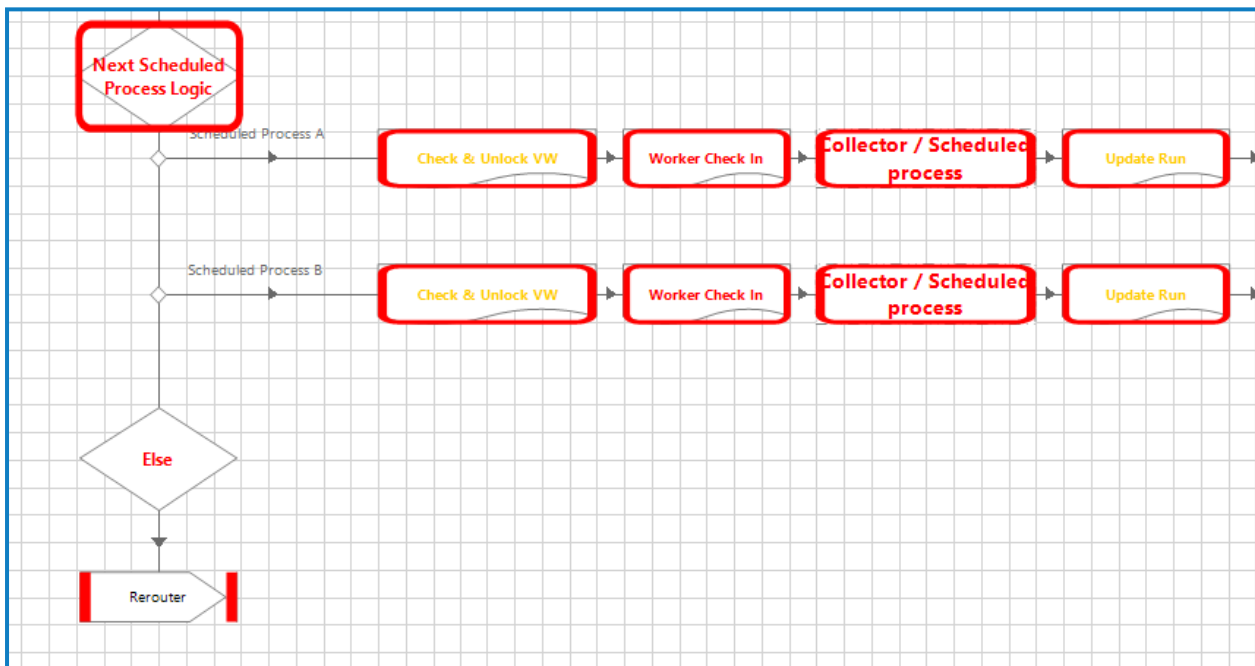 Next Scheduled
Process Logic
Scheduled Process A
Check & Unlock VW
Worker Check In
Collector / Scheduled
process
Update Run
Scheduled Process B
Check & Unlock VW
Worker Check In
Collector / Scheduled
process
Update Run
Else
Rerouter